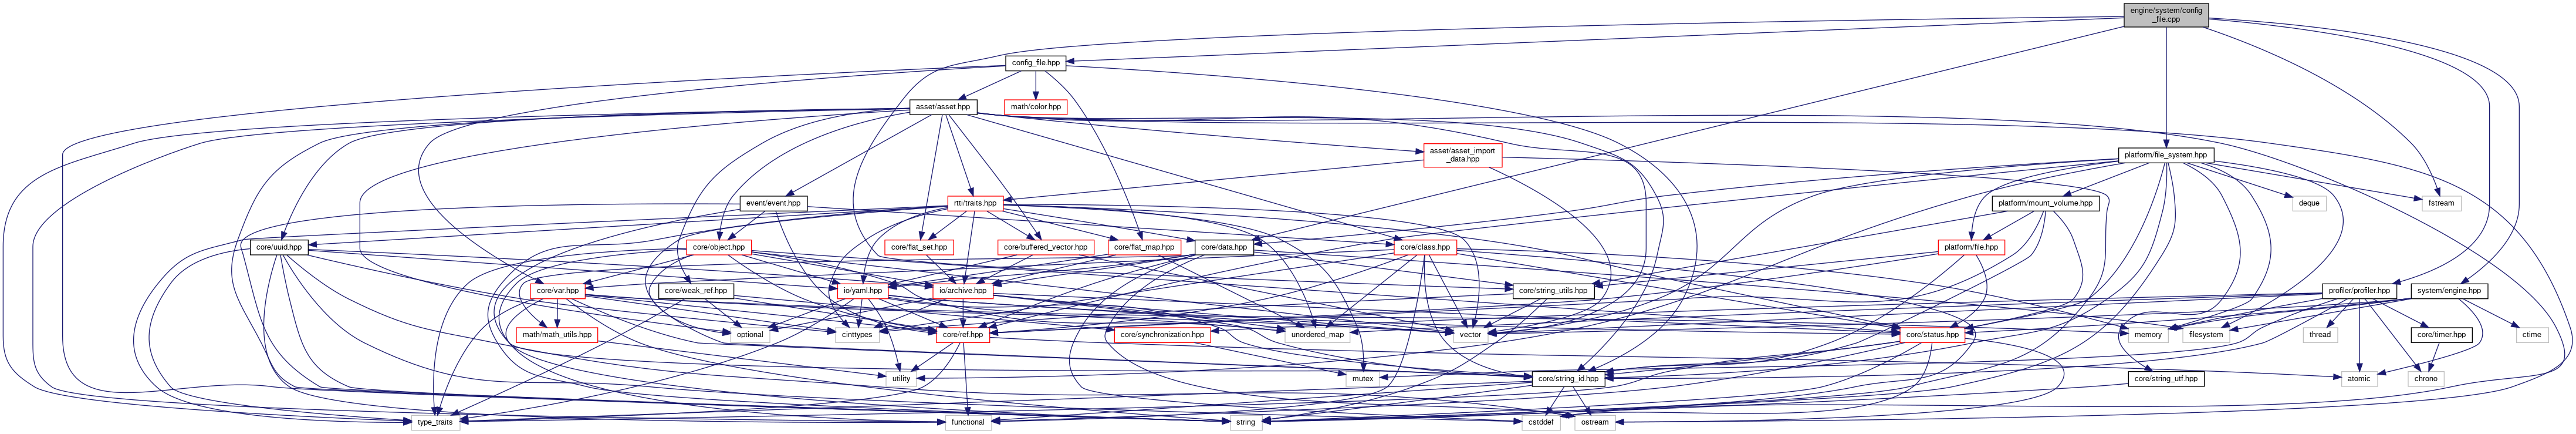 engine/system/config
_file.cpp
config_file.hpp
asset/asset.hpp
math/color.hpp
asset/asset_import
_data.hpp
platform/file_system.hpp
event/event.hpp
rtti/traits.hpp
platform/mount_volume.hpp
deque
fstream
core/uuid.hpp
core/object.hpp
core/flat_set.hpp
core/buffered_vector.hpp
core/flat_map.hpp
core/data.hpp
core/class.hpp
platform/file.hpp
core/var.hpp
core/weak_ref.hpp
io/yaml.hpp
io/archive.hpp
core/string_utils.hpp
profiler/profiler.hpp
system/engine.hpp
math/math_utils.hpp
optional
cinttypes
core/ref.hpp
core/synchronization.hpp
unordered_map
vector
core/status.hpp
memory
filesystem
thread
core/timer.hpp
ctime
utility
mutex
core/string_id.hpp
core/string_utf.hpp
atomic
chrono
type_traits
functional
string
cstddef
ostream